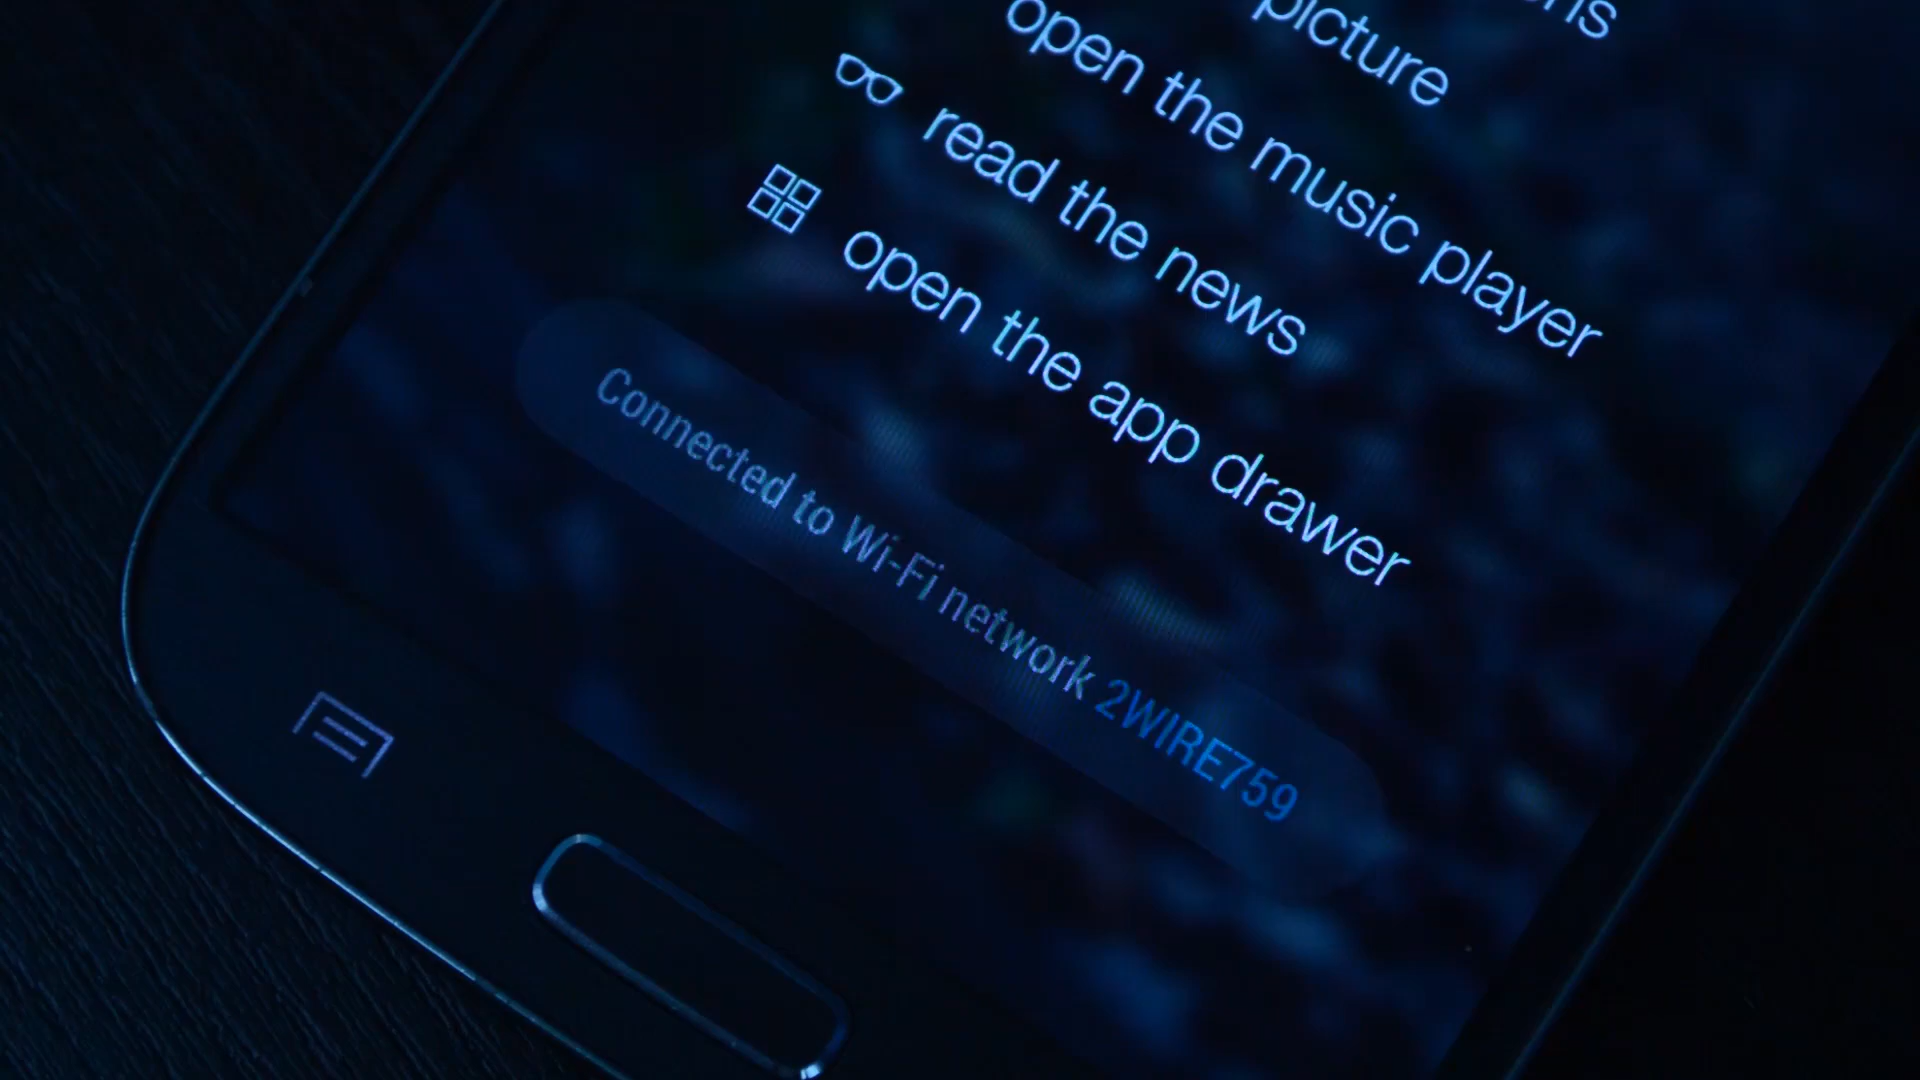 picture
open the music player
read the news
open the app drawer
Connected to Wi-Fi network 2WIRE759